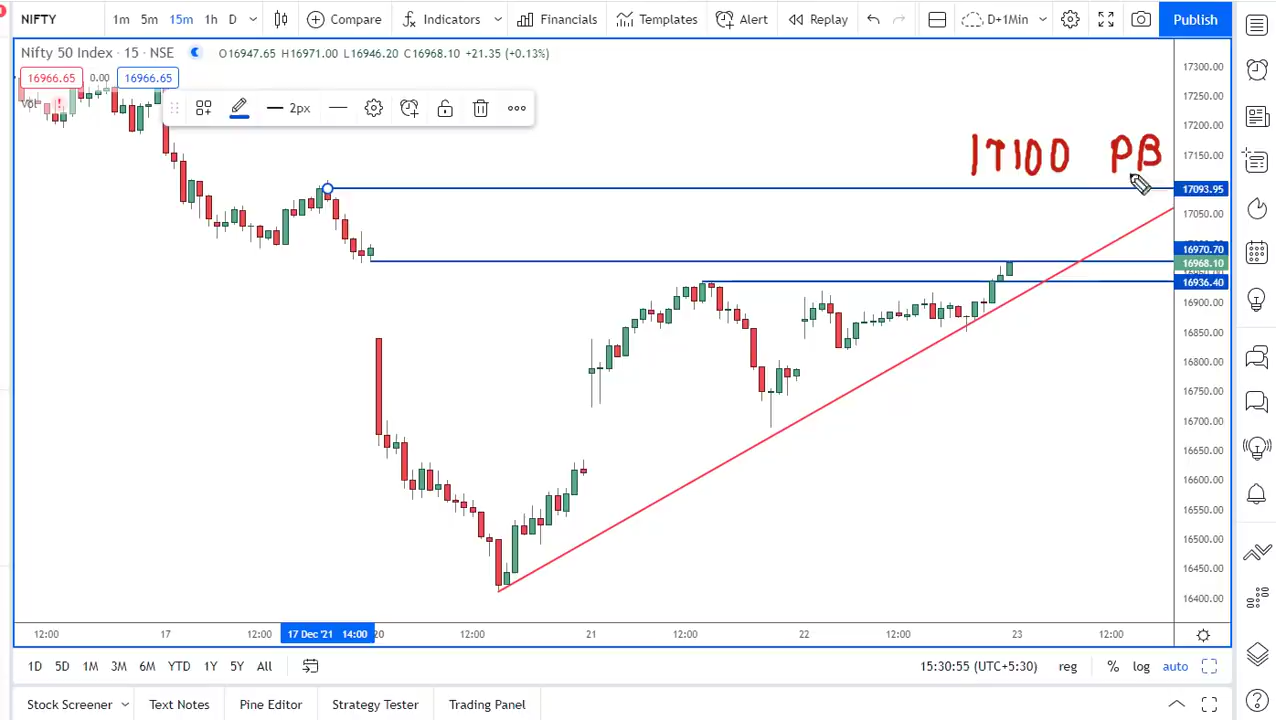 NIFTY 1m 5m 15m 1h D Compare Indicators Financials Templates Alert Replay D+1Min Publish
Nifty 50 Index · 15 · NSE O16947.65 H16971.00 L16946.20 C16968.10 +21.35 (+0.13%)
16966.65 0.00 16966.65
Vol
2px
17100 PB
17300.00
17250.00
17200.00
17150.00
17093.95
17050.00
16970.70
16968.10
16936.40
16900.00
16850.00
16800.00
16750.00
16700.00
16650.00
16600.00
16550.00
16500.00
16450.00
16400.00
12:00 17 12:00 17 Dec '21 14:00 20 12:00 21 12:00 22 12:00 23 12:00
1D 5D 1M 3M 6M YTD 1Y 5Y All 15:30:55 (UTC+5:30) reg % log auto
Stock Screener Text Notes Pine Editor Strategy Tester Trading Panel